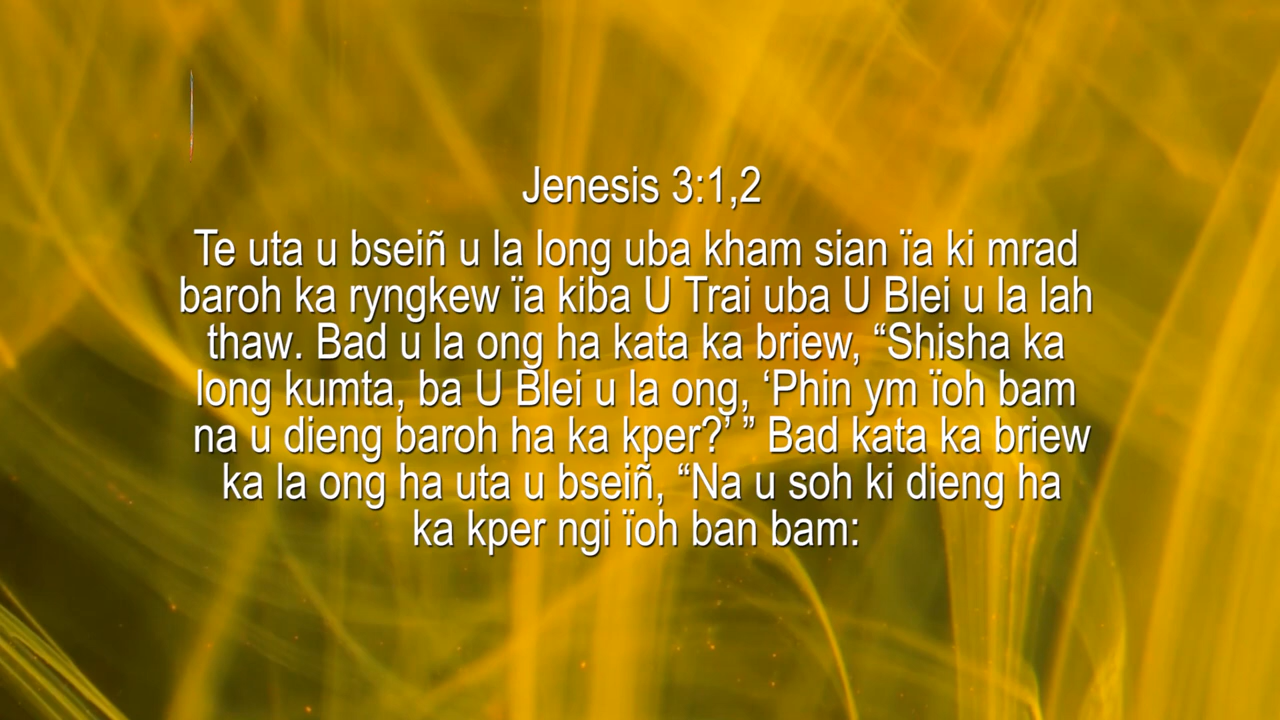 Jenesis 3:1,2
Te uta u bseiñ u la long uba kham sian ïa ki mrad
baroh ka ryngkew ïa kiba U Trai uba U Blei u la lah
thaw. Bad u la ong ha kata ka briew, “Shisha ka
long kumta, ba U Blei u la ong, ‘Phin ym ïoh bam
na u dieng baroh ha ka kper?’ ” Bad kata ka briew
ka la ong ha uta u bseiñ, “Na u soh ki dieng ha
ka kper ngi ïoh ban bam: